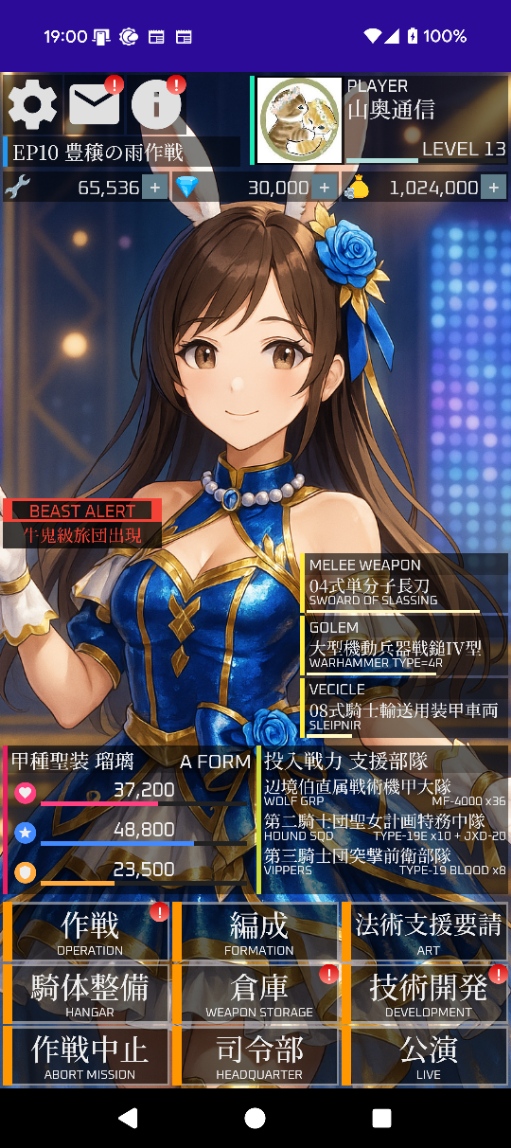 19:00
100%
PLAYER
山奥通信
LEVEL 13
EP10 豊穣の雨作戦
65,536 +
30,000 +
1,024,000 +
BEAST ALERT
牛鬼級旅団出現
MELEE WEAPON
04式単分子長刀
SWOARD OF SLASSING
GOLEM
大型機動兵器戦鎚IV型
WARHAMMER TYPE=4R
VECICLE
08式騎士輸送用装甲車両
SLEIPNIR
甲種聖装 瑠璃 A FORM
37,200
48,800
23,500
投入戦力 支援部隊
辺境伯直属戦術機甲大隊
WOLF GRP MF-4000 x36
第二騎士団聖女計画特務中隊
HOUND SQD TYPE-19E x10 + JXD-20
第三騎士団突撃前衛部隊
VIPPERS TYPE-19 BLOOD x8
作戦
OPERATION
編成
FORMATION
法術支援要請
ART
騎体整備
HANGAR
倉庫
WEAPON STORAGE
技術開発
DEVELOPMENT
作戦中止
ABORT MISSION
司令部
HEADQUARTER
公演
LIVE